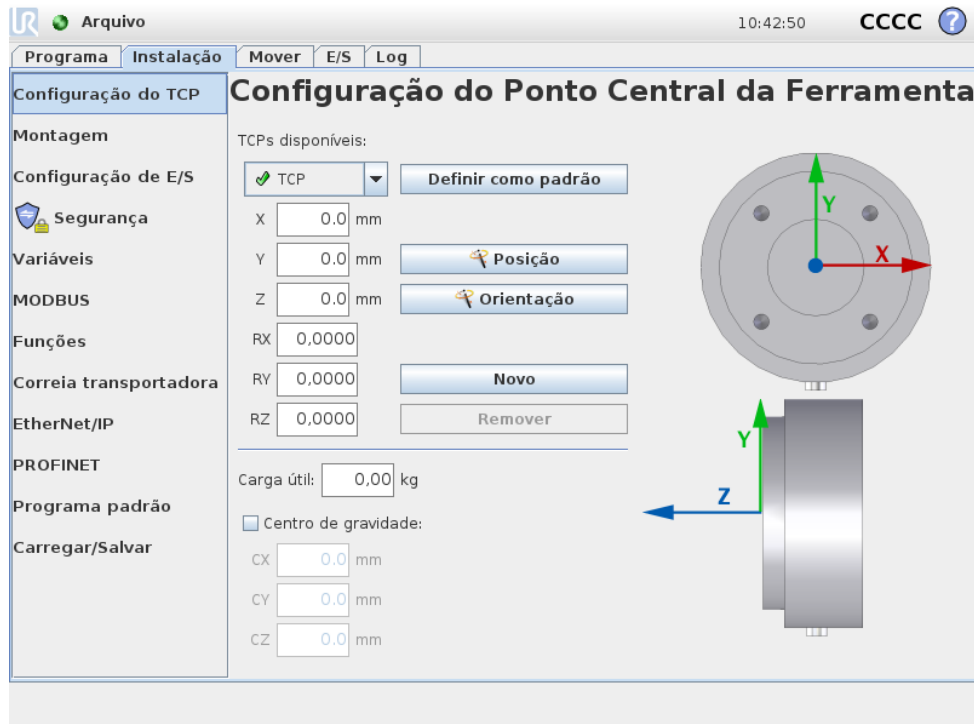 UR Arquivo 10:42:50 CCCC ?
Programa Instalação Mover E/S Log
Configuração do TCP
Montagem
Configuração de E/S
Segurança
Variáveis
MODBUS
Funções
Correia transportadora
EtherNet/IP
PROFINET
Programa padrão
Carregar/Salvar
Configuração do Ponto Central da Ferramenta
TCPs disponíveis:
TCP Definir como padrão
X 0.0 mm
Y 0.0 mm Posição
Z 0.0 mm Orientação
RX 0,0000
RY 0,0000 Novo
RZ 0,0000 Remover
Carga útil: 0,00 kg
Centro de gravidade:
CX 0.0 mm
CY 0.0 mm
CZ 0.0 mm
Y
X
Y
Z